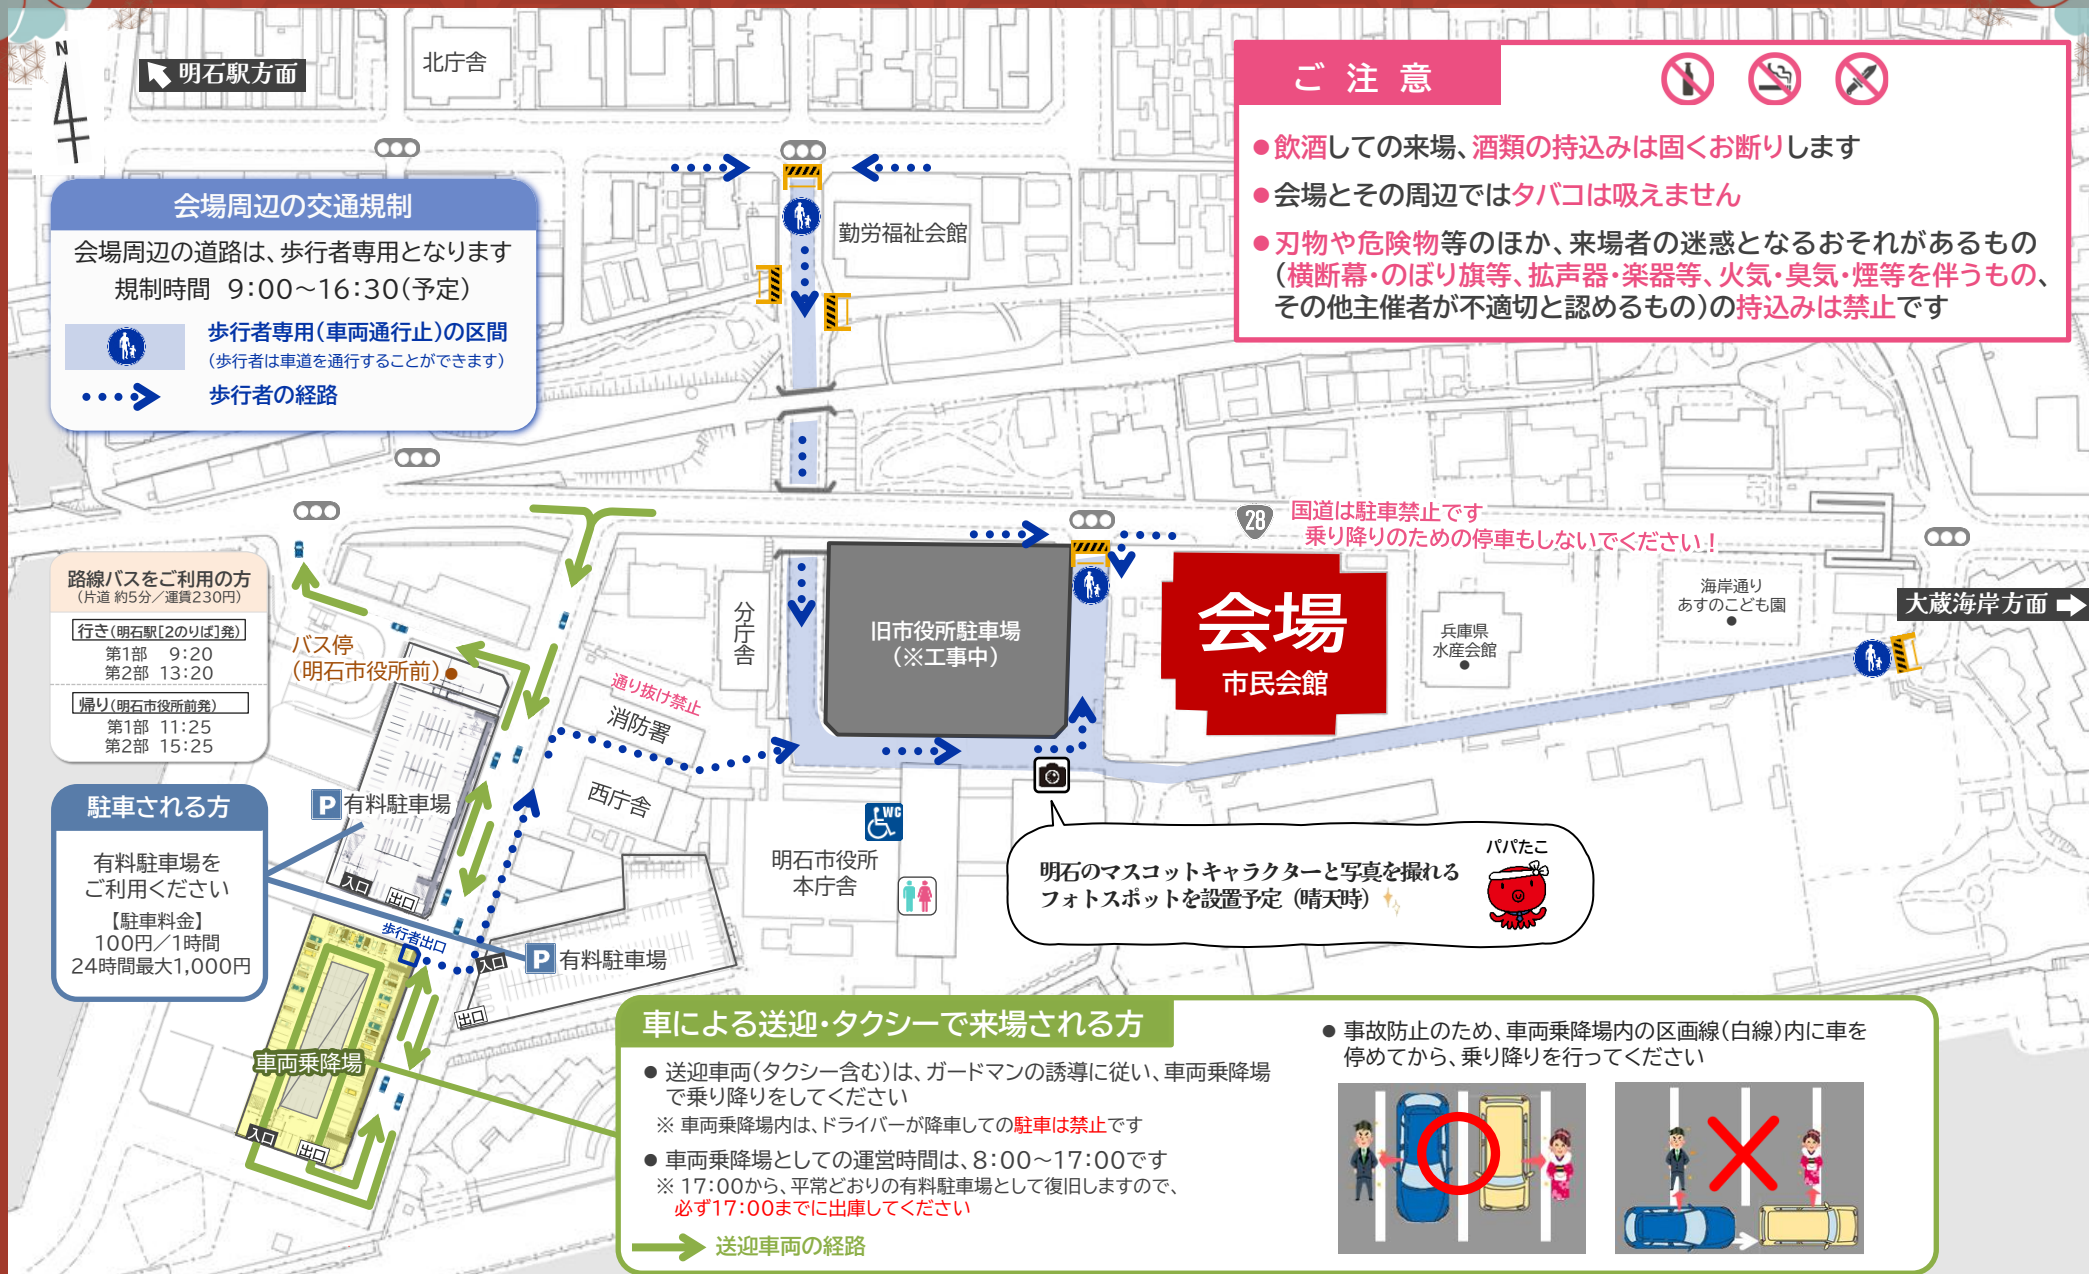 N
明石駅方面
北庁舎
ご注意
●飲酒しての来場、酒類の持込みは固くお断りします
●会場とその周辺ではタバコは吸えません
●刃物や危険物等のほか、来場者の迷惑となるおそれがあるもの
(横断幕・のぼり旗等、拡声器・楽器等、火気・臭気・煙等を伴うもの、
その他主催者が不適切と認めるもの)の持込みは禁止です
会場周辺の交通規制
会場周辺の道路は、歩行者専用となります
規制時間 9:00～16:30(予定)
歩行者専用(車両通行止)の区間
(歩行者は車道を通行することができます)
歩行者の経路
勤労福祉会館
28
国道は駐車禁止です
乗り降りのための停車もしないでください!
路線バスをご利用の方
(片道 約5分/運賃230円)
行き(明石駅[2のりば]発)
第1部 9:20
第2部 13:20
帰り(明石市役所前発)
第1部 11:25
第2部 15:25
バス停
(明石市役所前)
分庁舎
旧市役所駐車場
(※工事中)
会場
市民会館
兵庫県
水産会館
海岸通り
あすのこども園
大蔵海岸方面
通り抜け禁止
消防署
西庁舎
駐車される方
有料駐車場を
ご利用ください
【駐車料金】
100円/1時間
24時間最大1,000円
P 有料駐車場
入口
出口
歩行者出口
入口
P 有料駐車場
出口
WC
明石市役所
本庁舎
パパたこ
明石のマスコットキャラクターと写真を撮れる
フォトスポットを設置予定(晴天時)
車両乗降場
入口
出口
車による送迎・タクシーで来場される方
● 送迎車両(タクシー含む)は、ガードマンの誘導に従い、車両乗降場
で乗り降りをしてください
※ 車両乗降場内は、ドライバーが降車しての駐車は禁止です
● 車両乗降場としての運営時間は、8:00～17:00です
※ 17:00から、平常どおりの有料駐車場として復旧しますので、
必ず17:00までに出庫してください
送迎車両の経路
● 事故防止のため、車両乗降場内の区画線(白線)内に車を
停めてから、乗り降りを行ってください